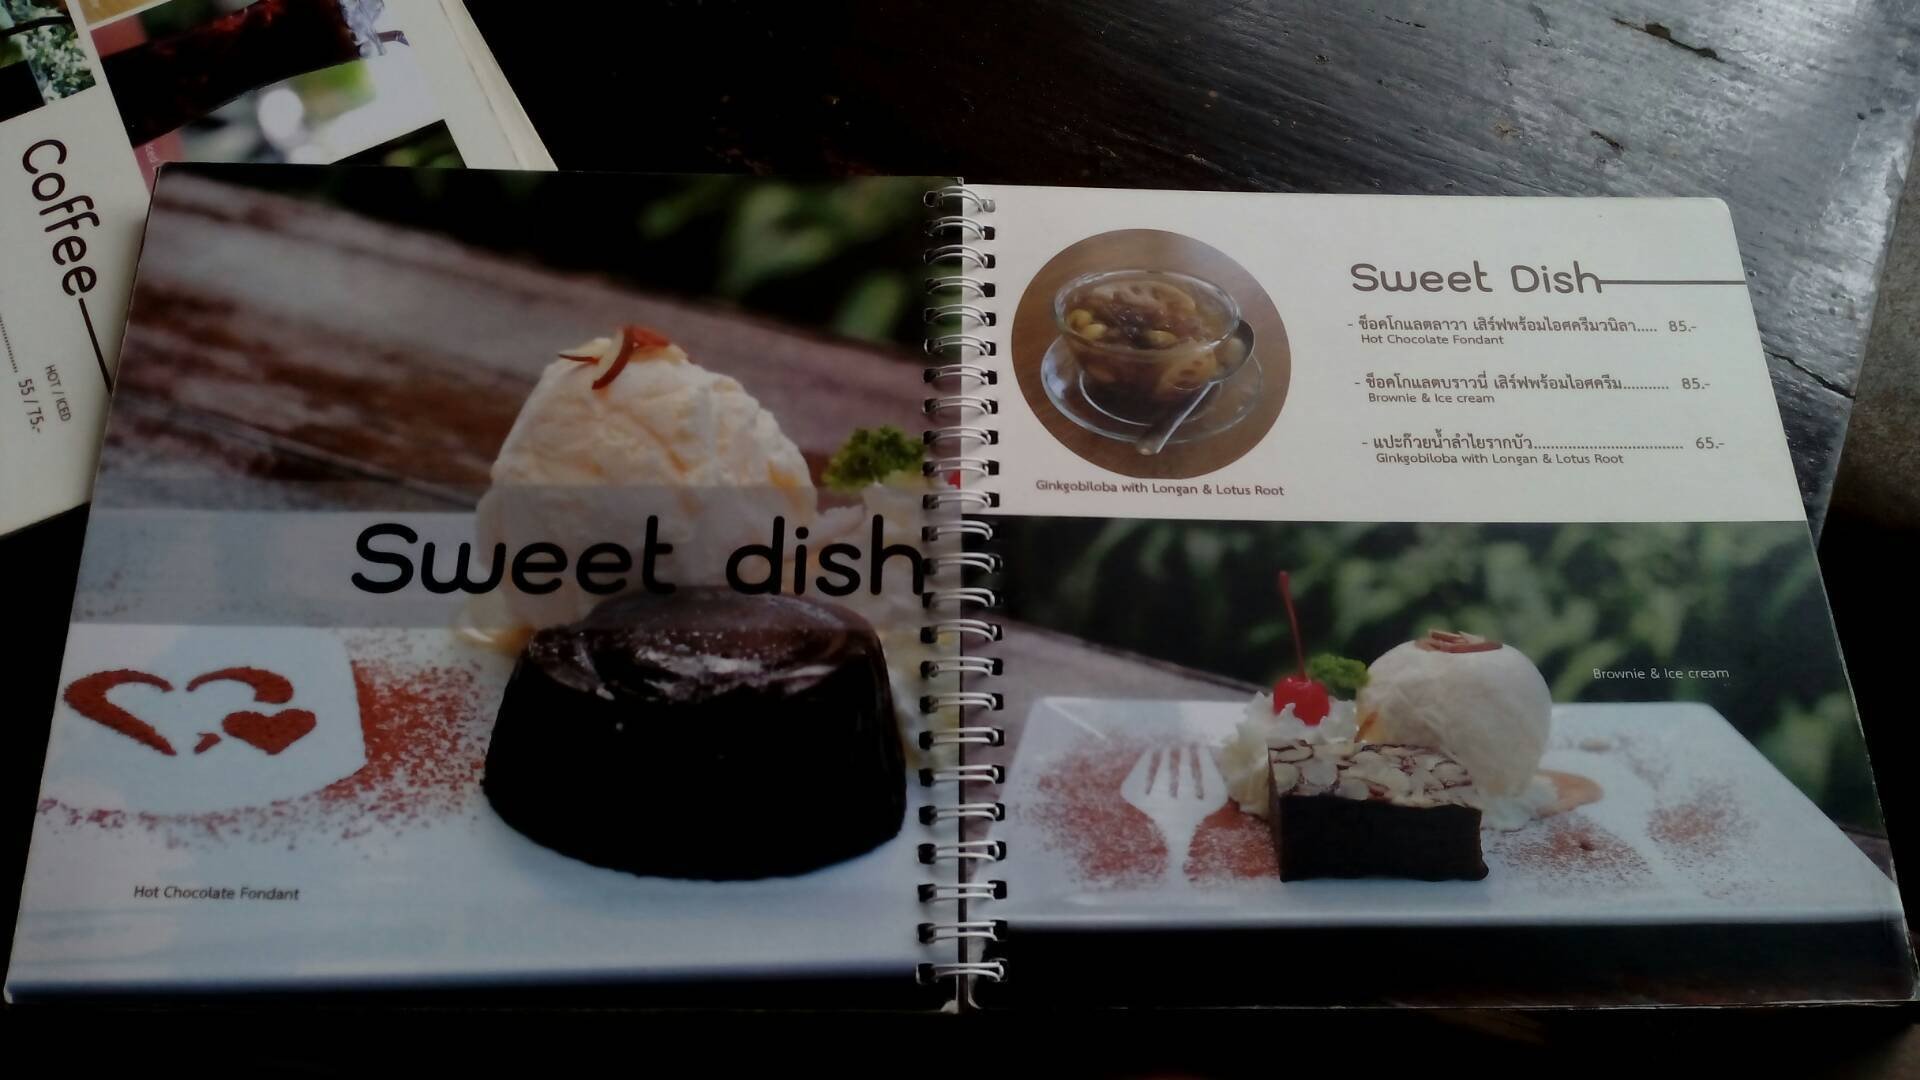 Coffee
HOT / ICED
55 / 75.-
Sweet dish
Hot Chocolate Fondant
Sweet Dish
- ช็อคโกแลตลาวา เสิร์ฟพร้อมไอศครีมวนิลา..... 85.-
Hot Chocolate Fondant
- ช็อคโกแลตบราวนี่ เสิร์ฟพร้อมไอศครีม........... 85.-
Brownie & Ice cream
- แปะก๊วยน้ำลำไยรากบัว.................................... 65.-
Ginkgobiloba with Longan & Lotus Root
Ginkgobiloba with Longan & Lotus Root
Brownie & Ice cream